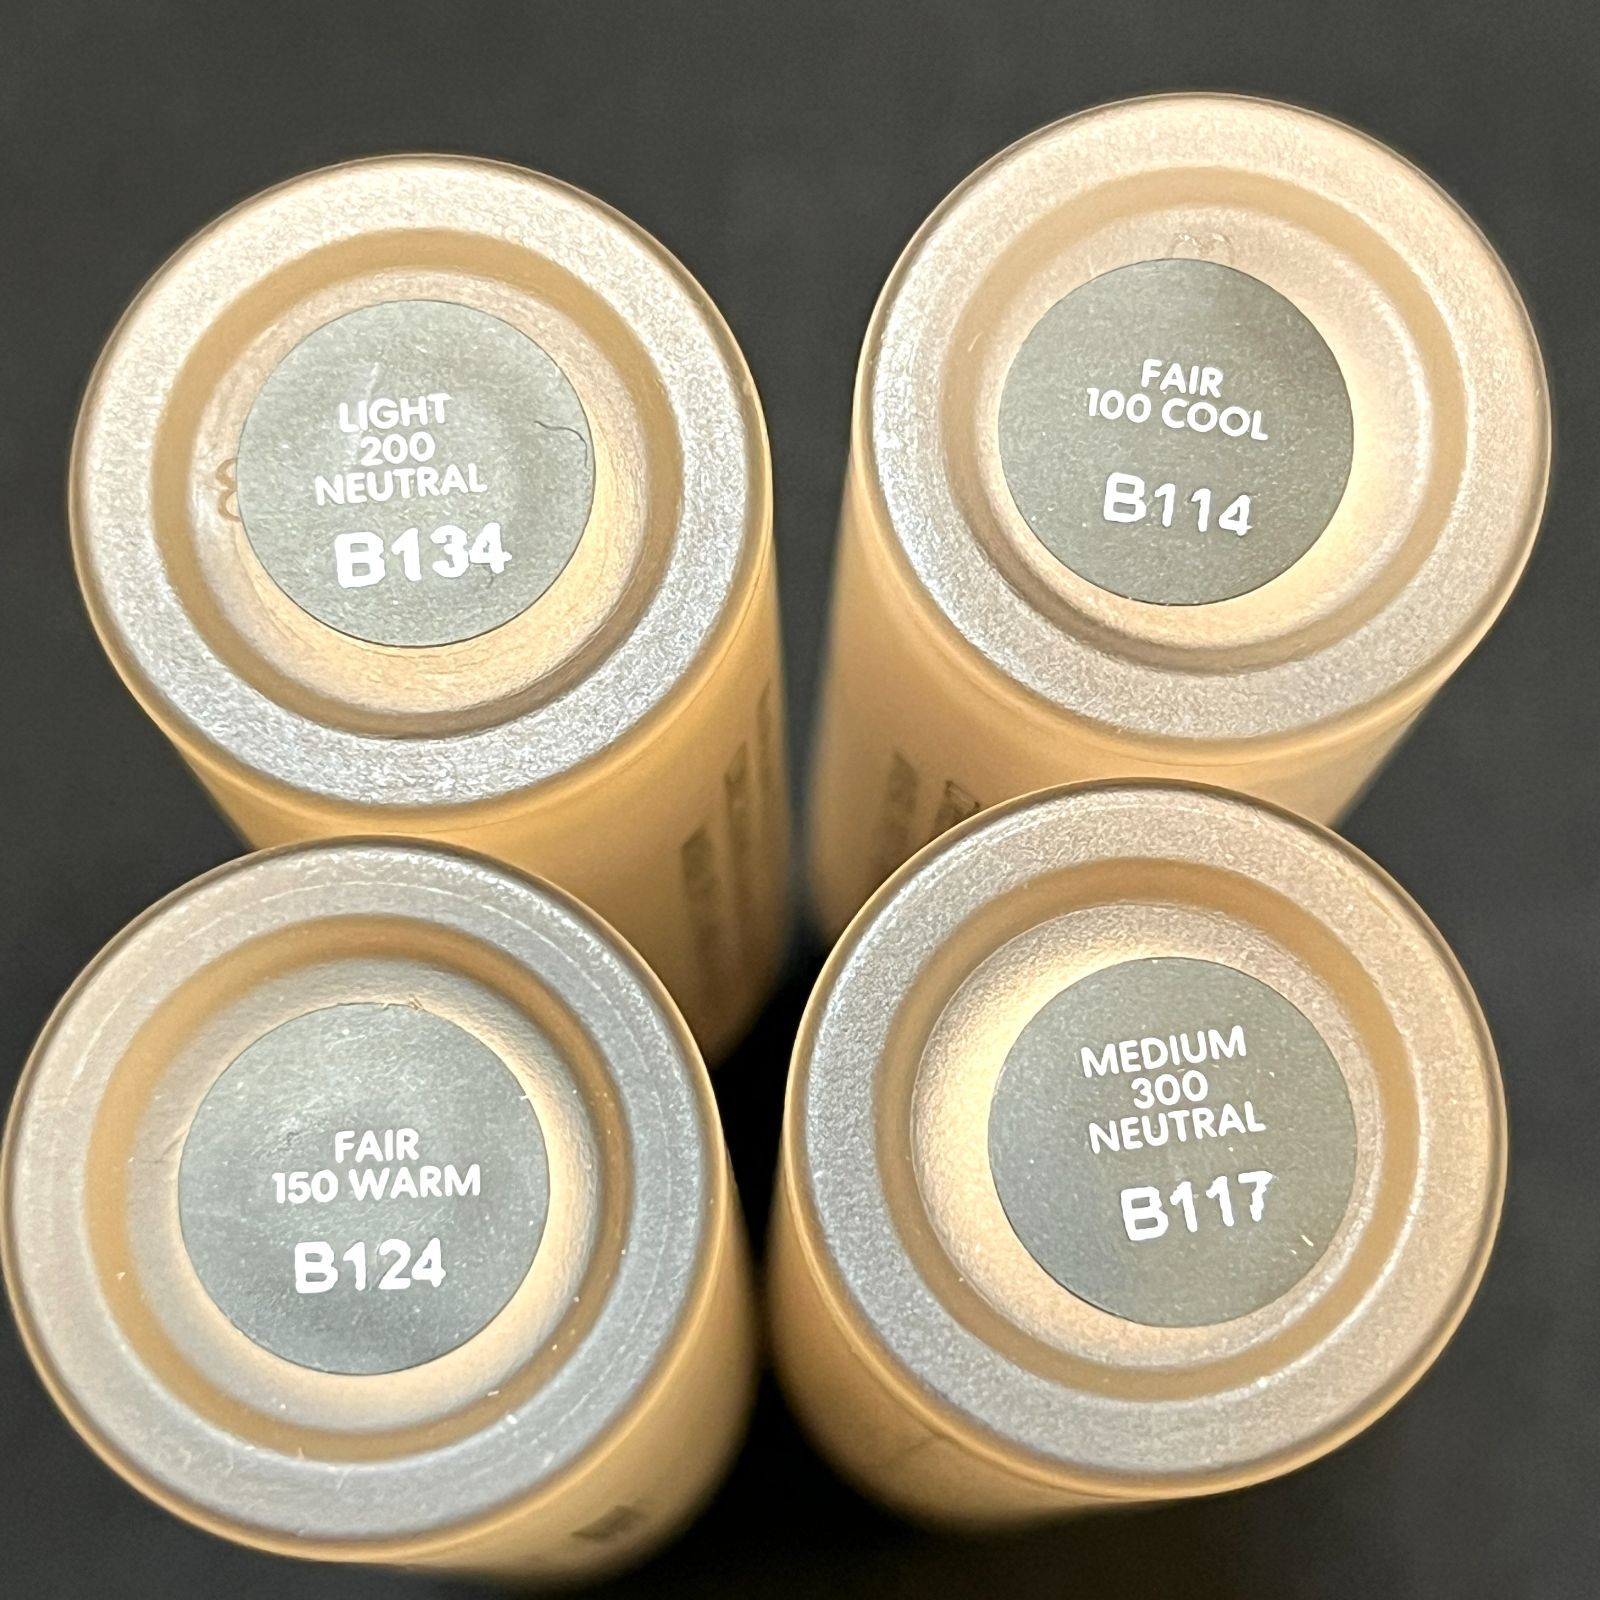 LIGHT
200
NEUTRAL
B134
FAIR
100 COOL
B114
FAIR
150 WARM
B124
MEDIUM
300
NEUTRAL
B117